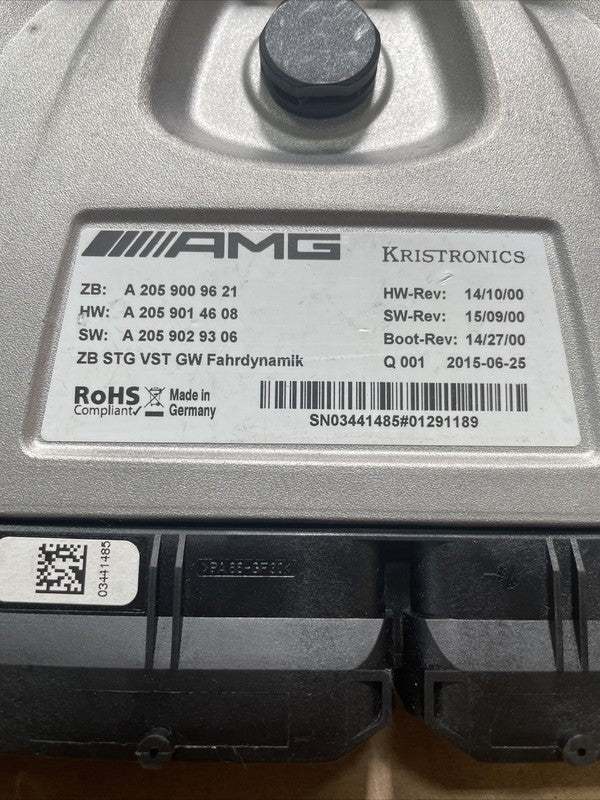 AMG KRISTRONICS
ZB: A 205 900 96 21
HW: A 205 901 46 08
SW: A 205 902 93 06
ZB STG VST GW Fahrdynamik
HW-Rev: 14/10/00
SW-Rev: 15/09/00
Boot-Rev: 14/27/00
Q 001 2015-06-25
RoHS
Compliant
Made in
Germany
SN03441485#01291189
03441485
>PA66-GF30<